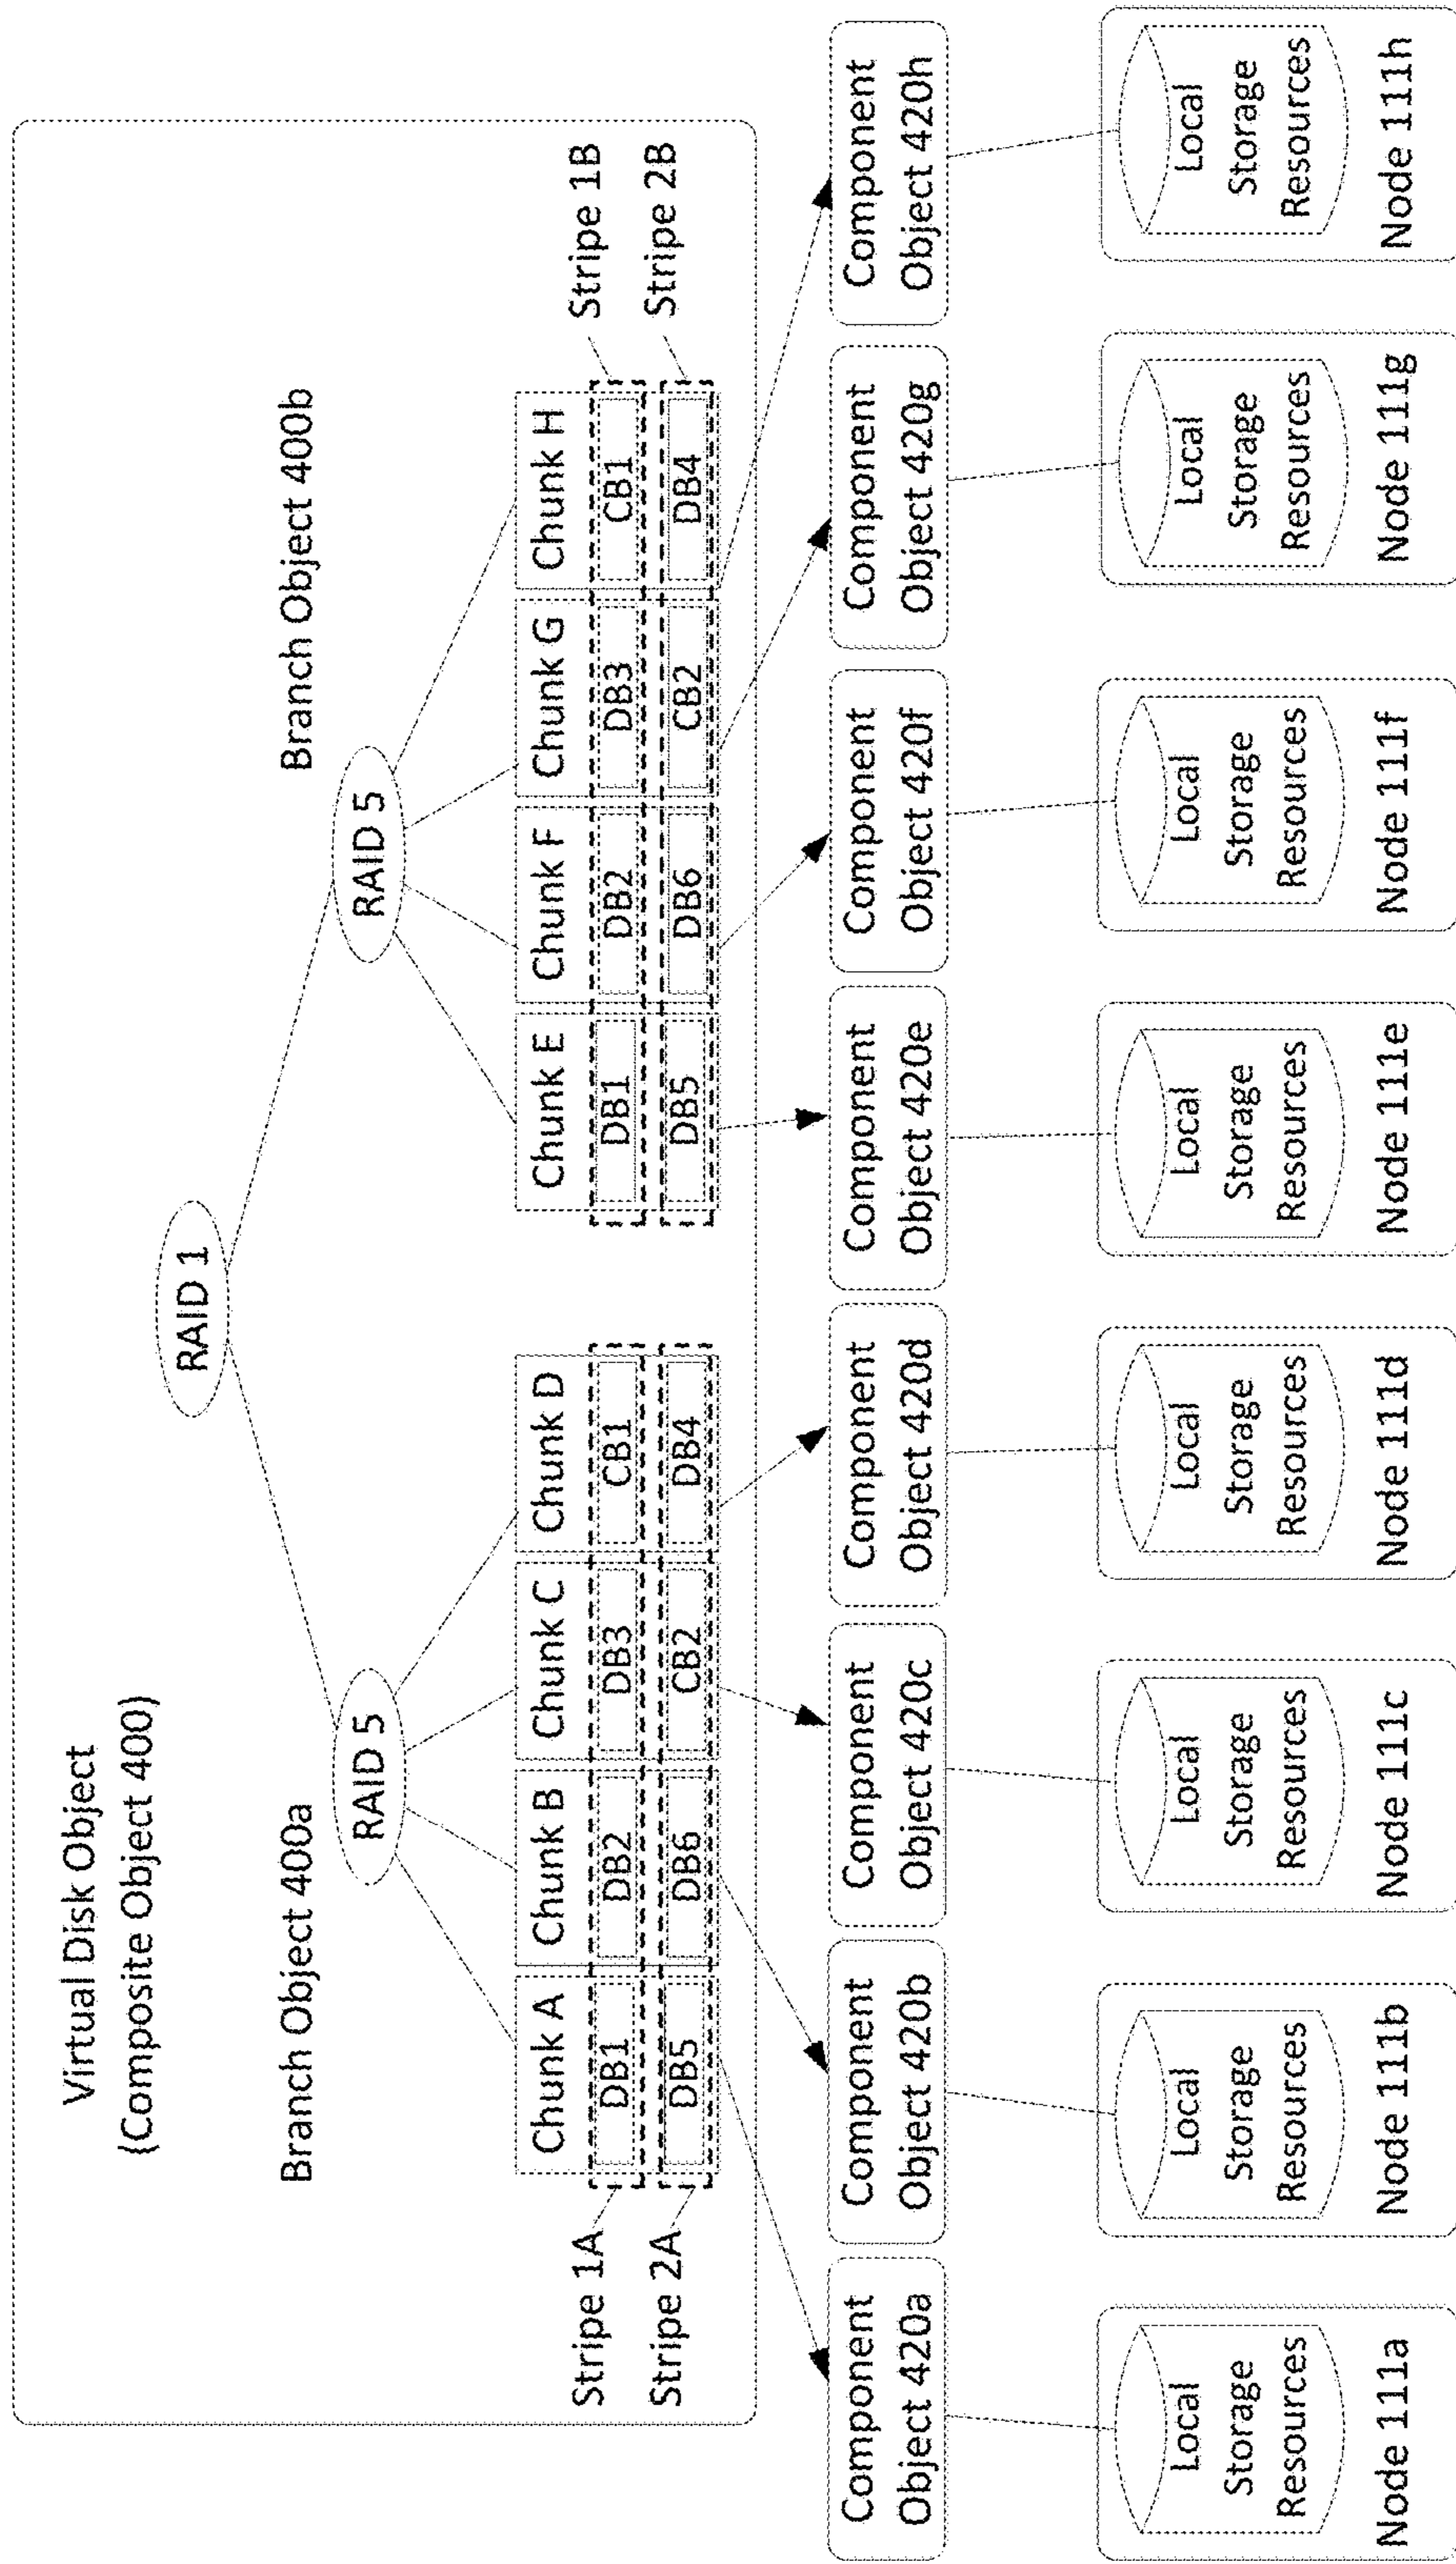 Virtual Disk Object
(Composite Object 400)
RAID 1
Branch Object 400a
Branch Object 400b
RAID 5
RAID 5
Chunk A
Chunk B
Chunk C
Chunk D
Chunk E
Chunk F
Chunk G
Chunk H
Stripe 1A
DB1
DB2
DB3
CB1
DB1
DB2
DB3
CB1
Stripe 1B
Stripe 2A
DB5
DB6
CB2
DB4
DB5
DB6
CB2
DB4
Stripe 2B
Component
Object 420a
Component
Object 420b
Component
Object 420c
Component
Object 420d
Component
Object 420e
Component
Object 420f
Component
Object 420g
Component
Object 420h
Local
Storage
Resources
Node 111a
Local
Storage
Resources
Node 111b
Local
Storage
Resources
Node 111c
Local
Storage
Resources
Node 111d
Local
Storage
Resources
Node 111e
Local
Storage
Resources
Node 111f
Local
Storage
Resources
Node 111g
Local
Storage
Resources
Node 111h